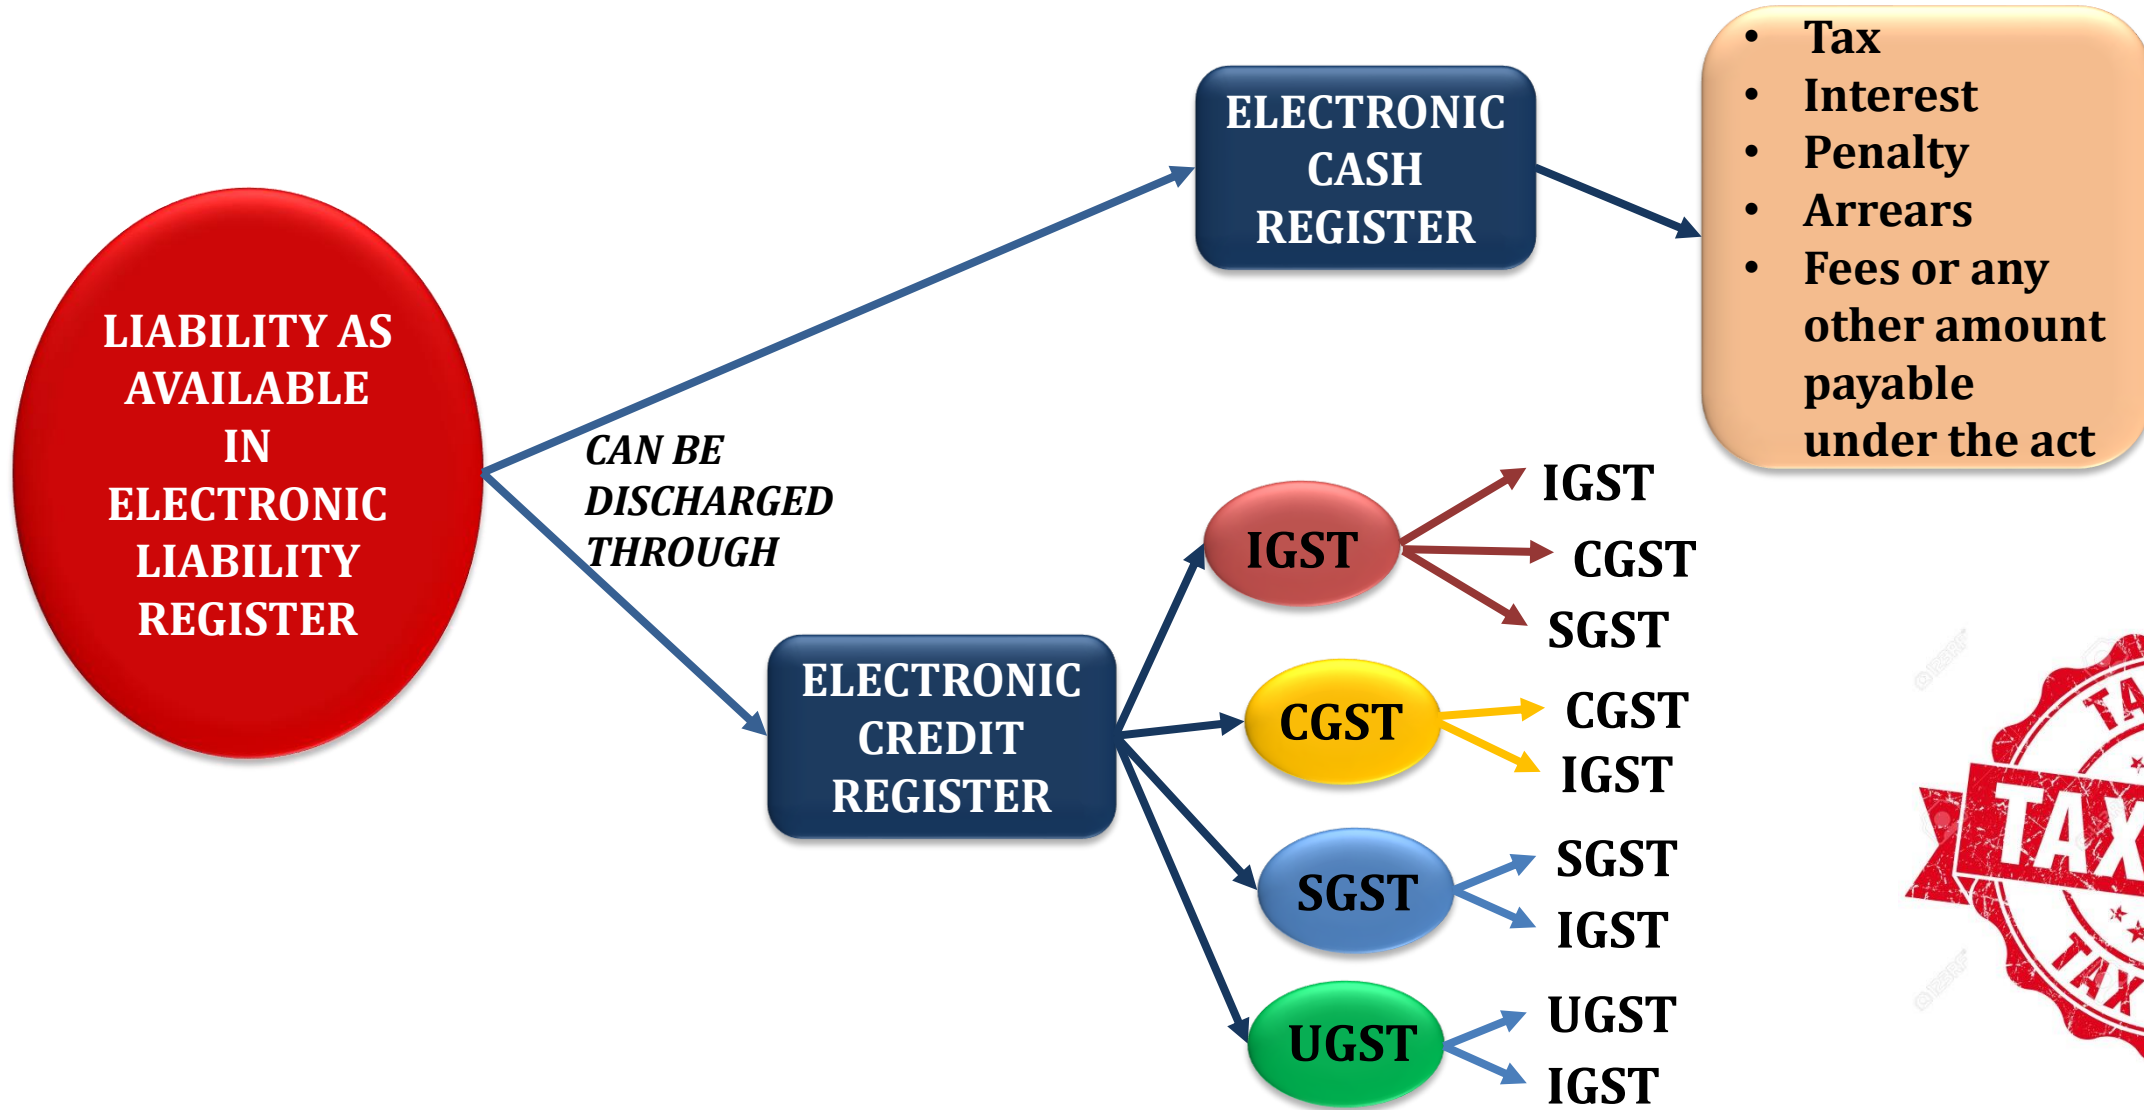 LIABILITY AS
AVAILABLE
IN
ELECTRONIC
LIABILITY
REGISTER
CAN BE
DISCHARGED
THROUGH
ELECTRONIC
CASH
REGISTER
• Tax
• Interest
• Penalty
• Arrears
• Fees or any
other amount
payable
under the act
ELECTRONIC
CREDIT
REGISTER
IGST
IGST
CGST
SGST
CGST
CGST
IGST
SGST
SGST
IGST
UGST
UGST
IGST
TAX
TAX